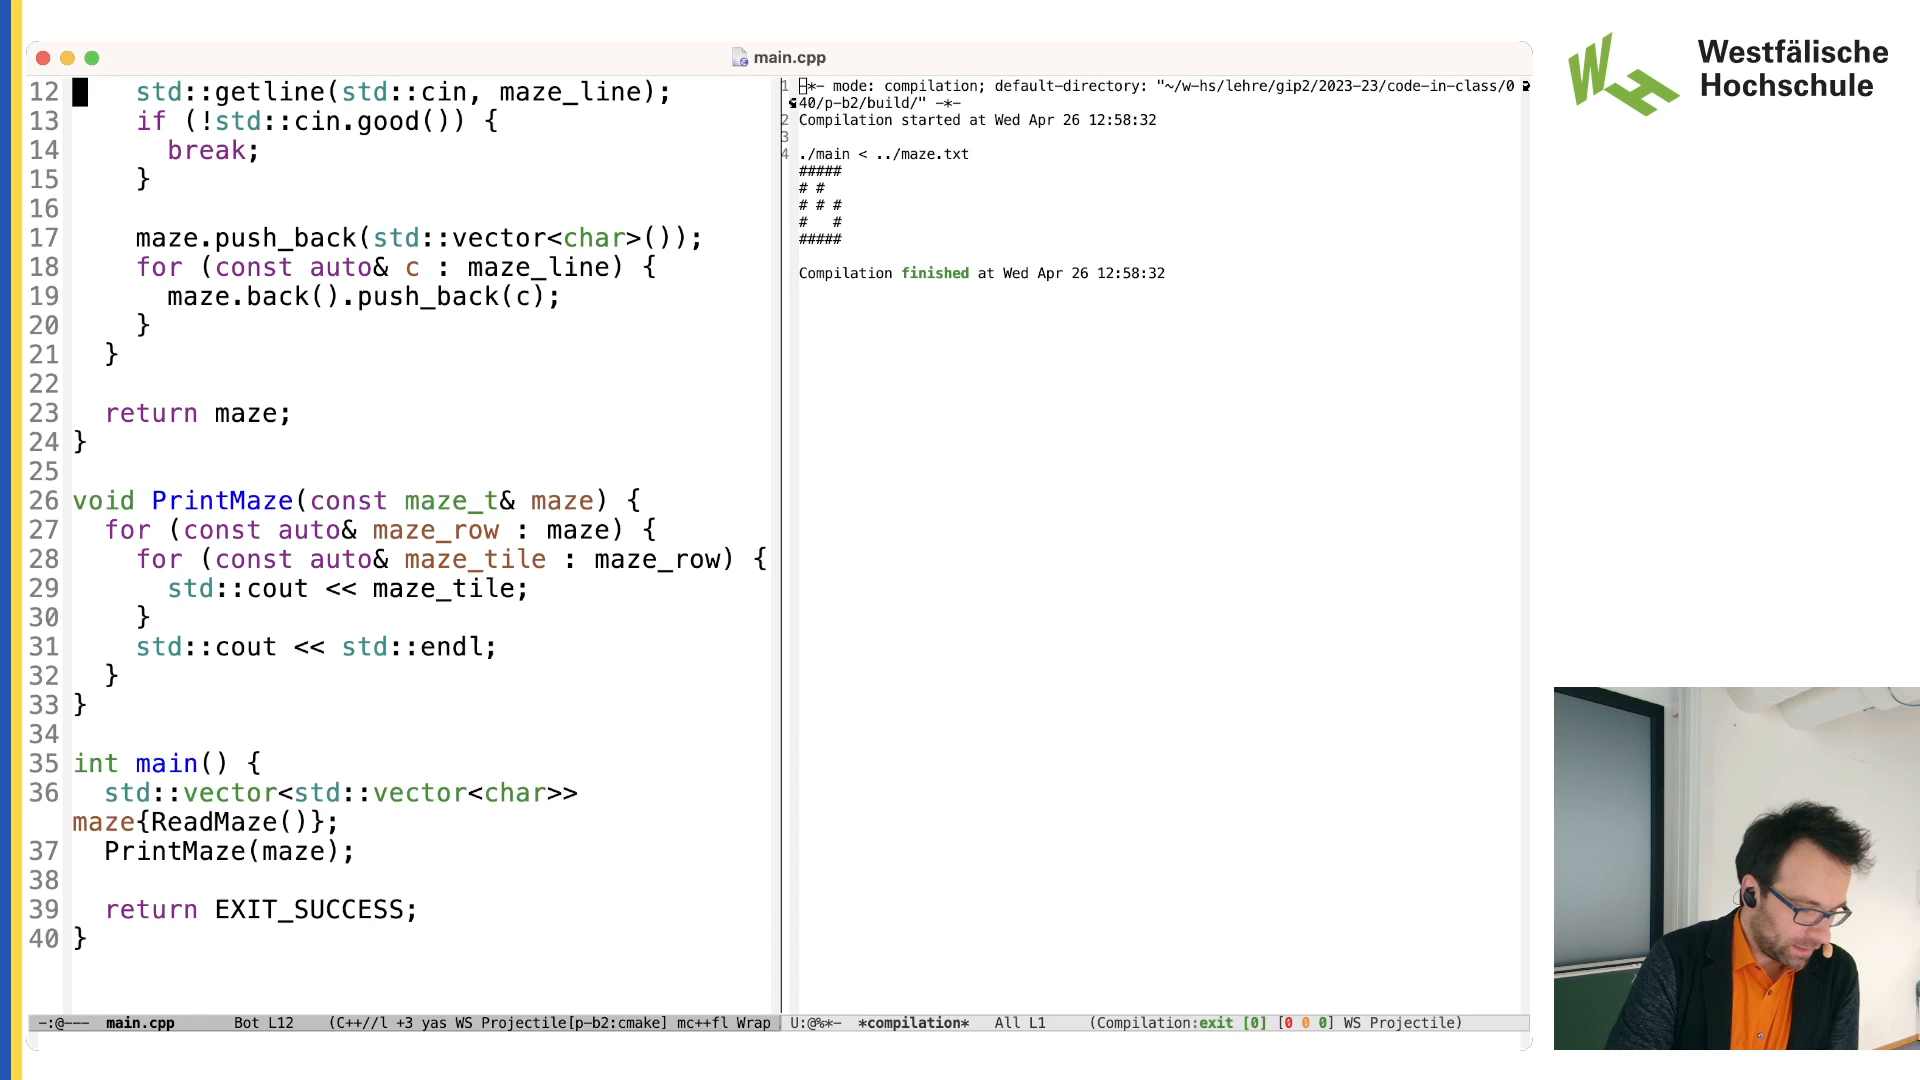 main.cpp
12 std::getline(std::cin, maze_line);
13 if (!std::cin.good()) {
14 break;
15 }
16
17 maze.push_back(std::vector<char>());
18 for (const auto& c : maze_line) {
19 maze.back().push_back(c);
20 }
21 }
22
23 return maze;
24 }
25
26 void PrintMaze(const maze_t& maze) {
27 for (const auto& maze_row : maze) {
28 for (const auto& maze_tile : maze_row) {
29 std::cout << maze_tile;
30 }
31 std::cout << std::endl;
32 }
33 }
34
35 int main() {
36 std::vector<std::vector<char>>
maze{ReadMaze()};
37 PrintMaze(maze);
38
39 return EXIT_SUCCESS;
40 }
-:@--- main.cpp Bot L12 (C++//l +3 yas WS Projectile[p-b2:cmake] mc++fl Wrap
1 -*- mode: compilation; default-directory: "~/w-hs/lehre/gip2/2023-23/code-in-class/0
40/p-b2/build/" -*-
2 Compilation started at Wed Apr 26 12:58:32
3
4 ./main < ../maze.txt
#####
# #
# # #
#   #
#####
Compilation finished at Wed Apr 26 12:58:32
U:@%*- *compilation* All L1 (Compilation:exit [0] [0 0 0] WS Projectile)
Westfälische
Hochschule